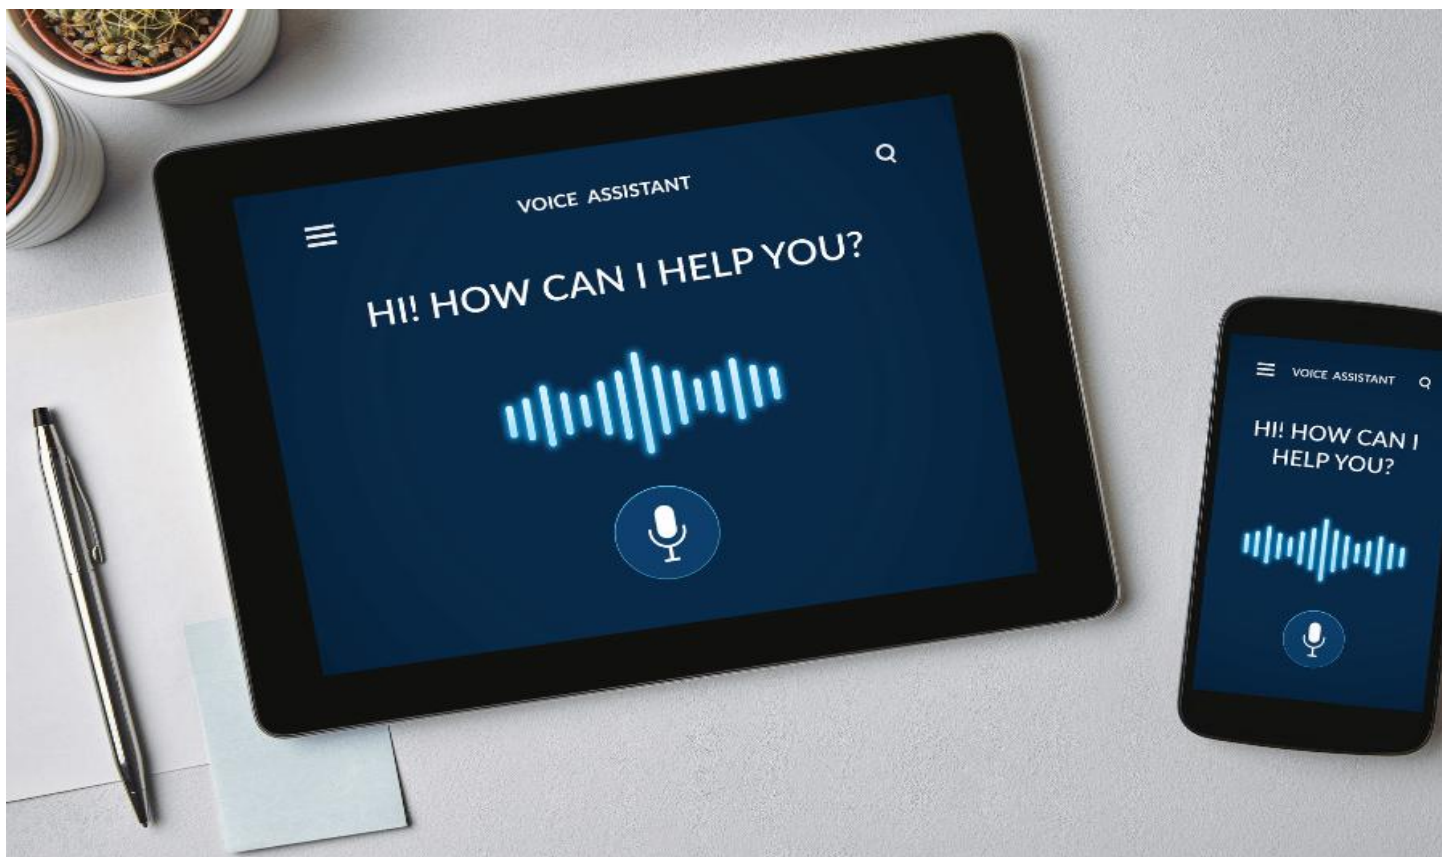 VOICE ASSISTANT
HI! HOW CAN I HELP YOU?
VOICE ASSISTANT
HI! HOW CAN I
HELP YOU?